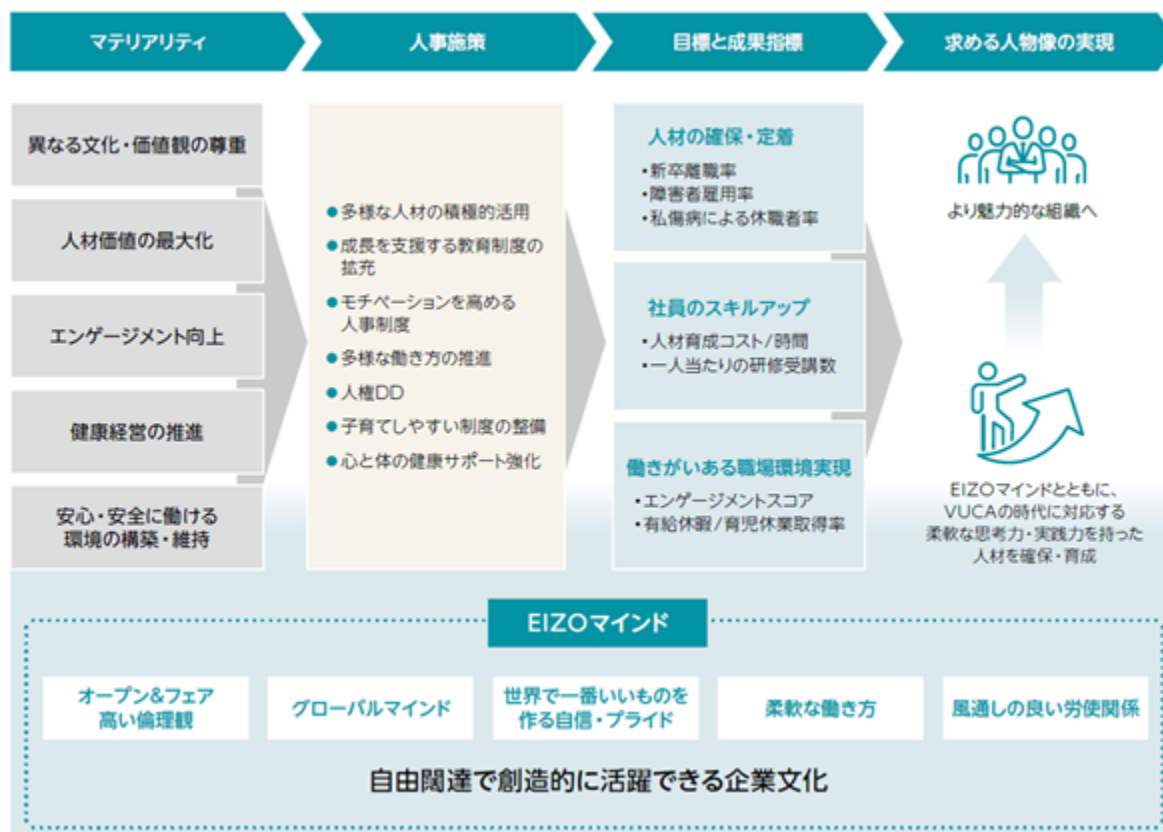 マテリアリティ
人事施策
目標と成果指標
求める人物像の実現
異なる文化・価値観の尊重
人材価値の最大化
エンゲージメント向上
健康経営の推進
安心・安全に働ける
環境の構築・維持
●多様な人材の積極的活用
●成長を支援する教育制度の
拡充
●モチベーションを高める
人事制度
●多様な働き方の推進
●人権DD
●子育てしやすい制度の整備
●心と体の健康サポート強化
人材の確保・定着
・新卒離職率
・障害者雇用率
・私傷病による休職者率
社員のスキルアップ
・人材育成コスト/時間
・一人当たりの研修受講数
働きがいある職場環境実現
・エンゲージメントスコア
・有給休暇/育児休業取得率
より魅力的な組織へ
EIZOマインドとともに、
VUCAの時代に対応する
柔軟な思考力・実践力を持った
人材を確保・育成
EIZOマインド
オープン&フェア
高い倫理観
グローバルマインド
世界で一番いいものを
作る自信・プライド
柔軟な働き方
風通しの良い労使関係
自由闊達で創造的に活躍できる企業文化